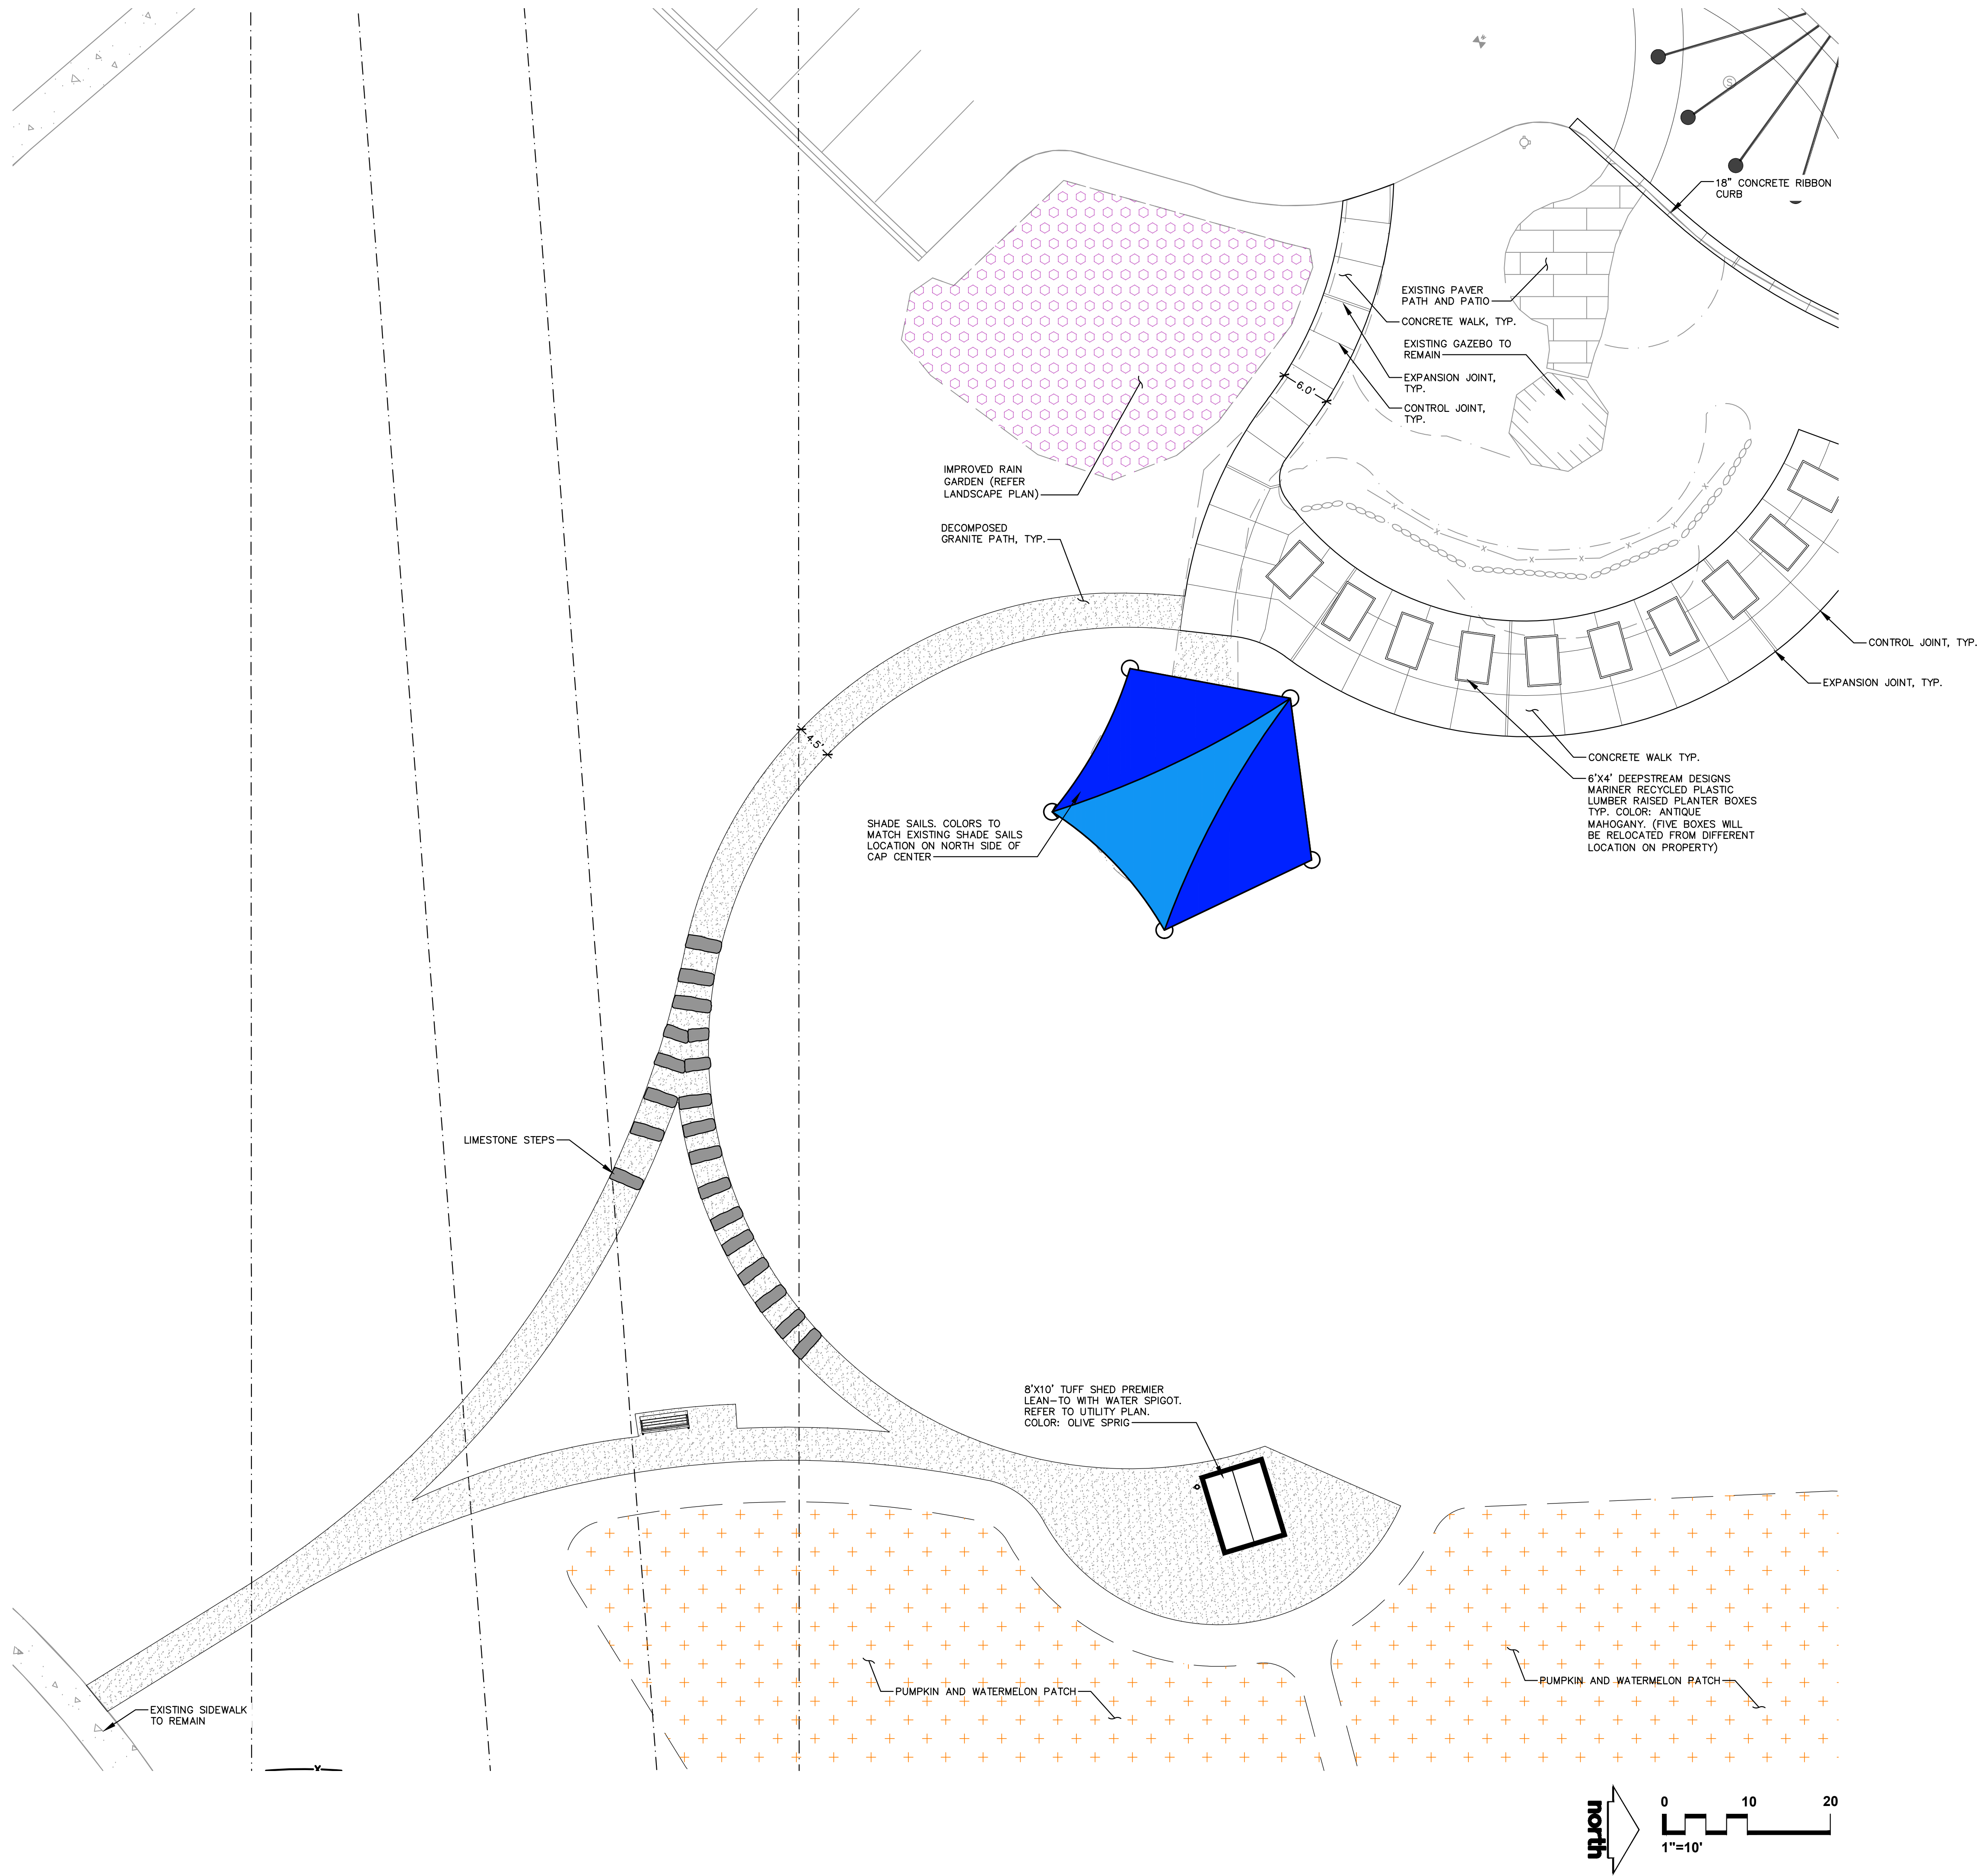 18" CONCRETE RIBBON
CURB
EXISTING PAVER
PATH AND PATIO
CONCRETE WALK, TYP.
EXISTING GAZEBO TO
REMAIN
EXPANSION JOINT,
TYP.
CONTROL JOINT,
TYP.
6.0'
IMPROVED RAIN
GARDEN (REFER
LANDSCAPE PLAN)
DECOMPOSED
GRANITE PATH, TYP.
CONTROL JOINT, TYP.
EXPANSION JOINT, TYP.
4.5'
CONCRETE WALK TYP.
6'X4' DEEPSTREAM DESIGNS
MARINER RECYCLED PLASTIC
LUMBER RAISED PLANTER BOXES
TYP. COLOR: ANTIQUE
MAHOGANY. (FIVE BOXES WILL
BE RELOCATED FROM DIFFERENT
LOCATION ON PROPERTY)
SHADE SAILS. COLORS TO
MATCH EXISTING SHADE SAILS
LOCATION ON NORTH SIDE OF
CAP CENTER
LIMESTONE STEPS
8'X10' TUFF SHED PREMIER
LEAN-TO WITH WATER SPIGOT.
REFER TO UTILITY PLAN.
COLOR: OLIVE SPRIG
PUMPKIN AND WATERMELON PATCH
PUMPKIN AND WATERMELON PATCH
EXISTING SIDEWALK
TO REMAIN
north
0 10 20
1"=10'